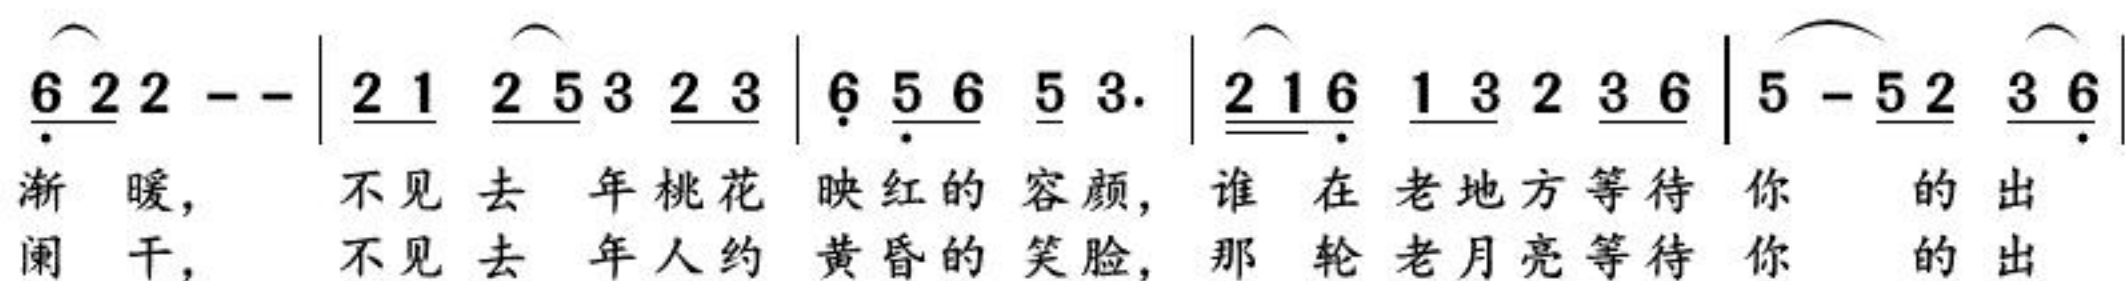 6 2 2 - - | 2 1 2 5 3 2 3 | 6 5 6 5 3. | 2 1 6 1 3 2 3 6 | 5 - 5 2 3 6 |
渐 暖， 不见去 年桃花 映红的 容颜， 谁 在 老地方等待 你 的 出
阑 干， 不见去 年人约 黄昏的 笑脸， 那 轮 老月亮等待 你 的 出